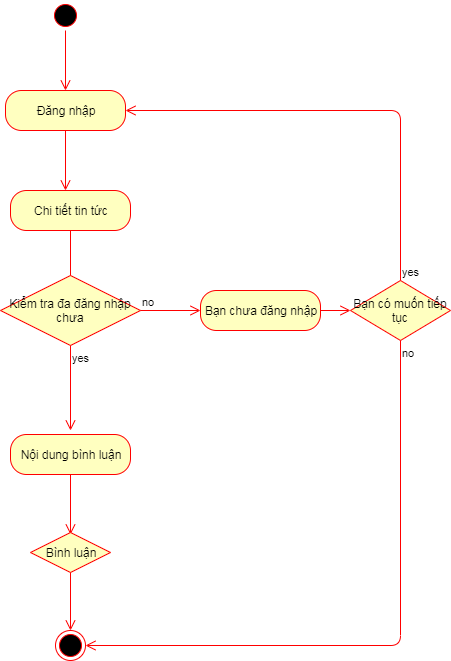 Đăng nhập
Chi tiết tin tức
Kiểm tra đa đăng nhập
chưa
no
Bạn chưa đăng nhập
yes
Bạn có muốn tiếp
tục
no
yes
Nội dung bình luận
Bình luận